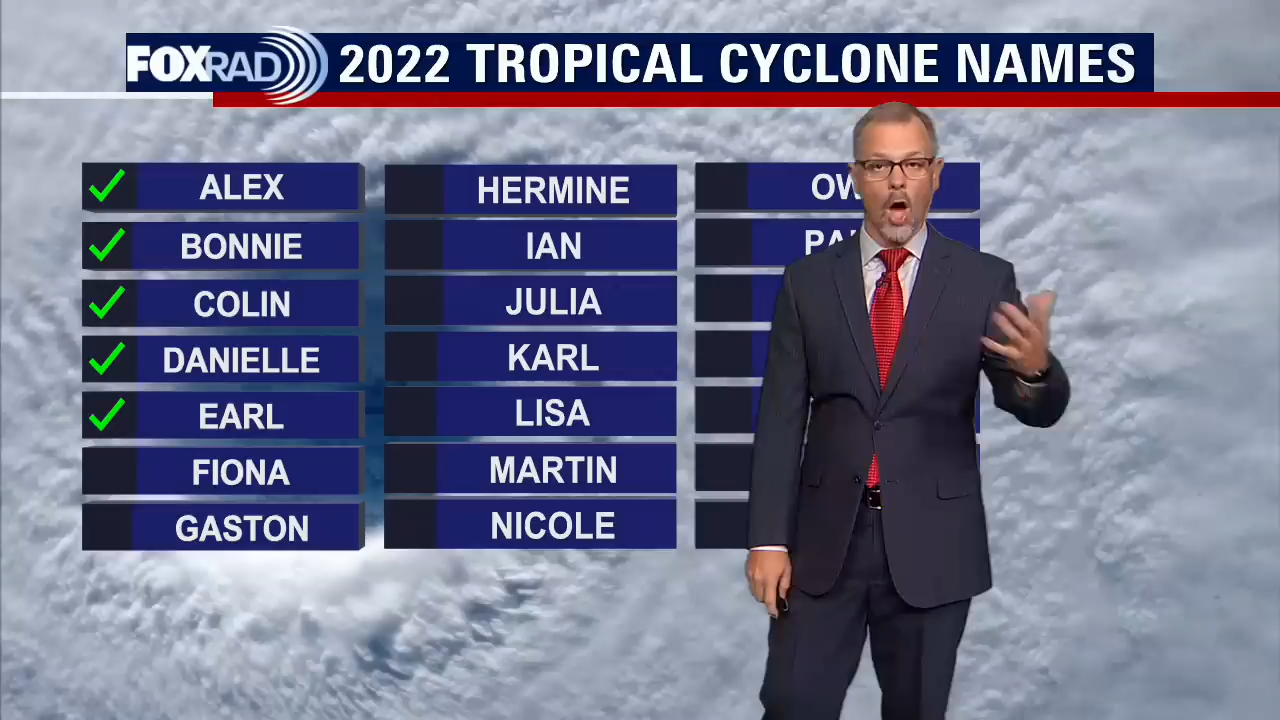 FOXRAD 2022 TROPICAL CYCLONE NAMES
ALEX
BONNIE
COLIN
DANIELLE
EARL
FIONA
GASTON
HERMINE
IAN
JULIA
KARL
LISA
MARTIN
NICOLE